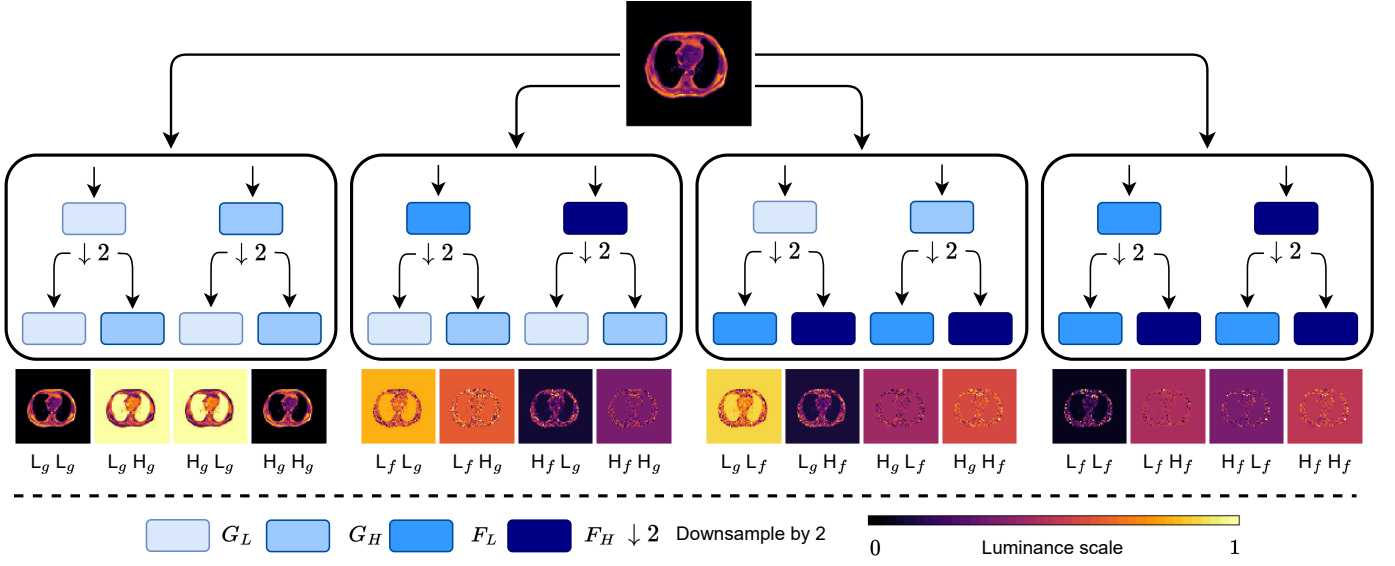 ↓ 2 ↓ 2 ↓ 2 ↓ 2 ↓ 2 ↓ 2 ↓ 2 ↓ 2
L_g L_g L_g H_g H_g L_g H_g H_g L_f L_g L_f H_g H_f L_g H_f H_g L_g L_f L_g H_f H_g L_f H_g H_f L_f L_f L_f H_f H_f L_f H_f H_f
G_L G_H F_L F_H ↓ 2 Downsample by 2
0 Luminance scale 1